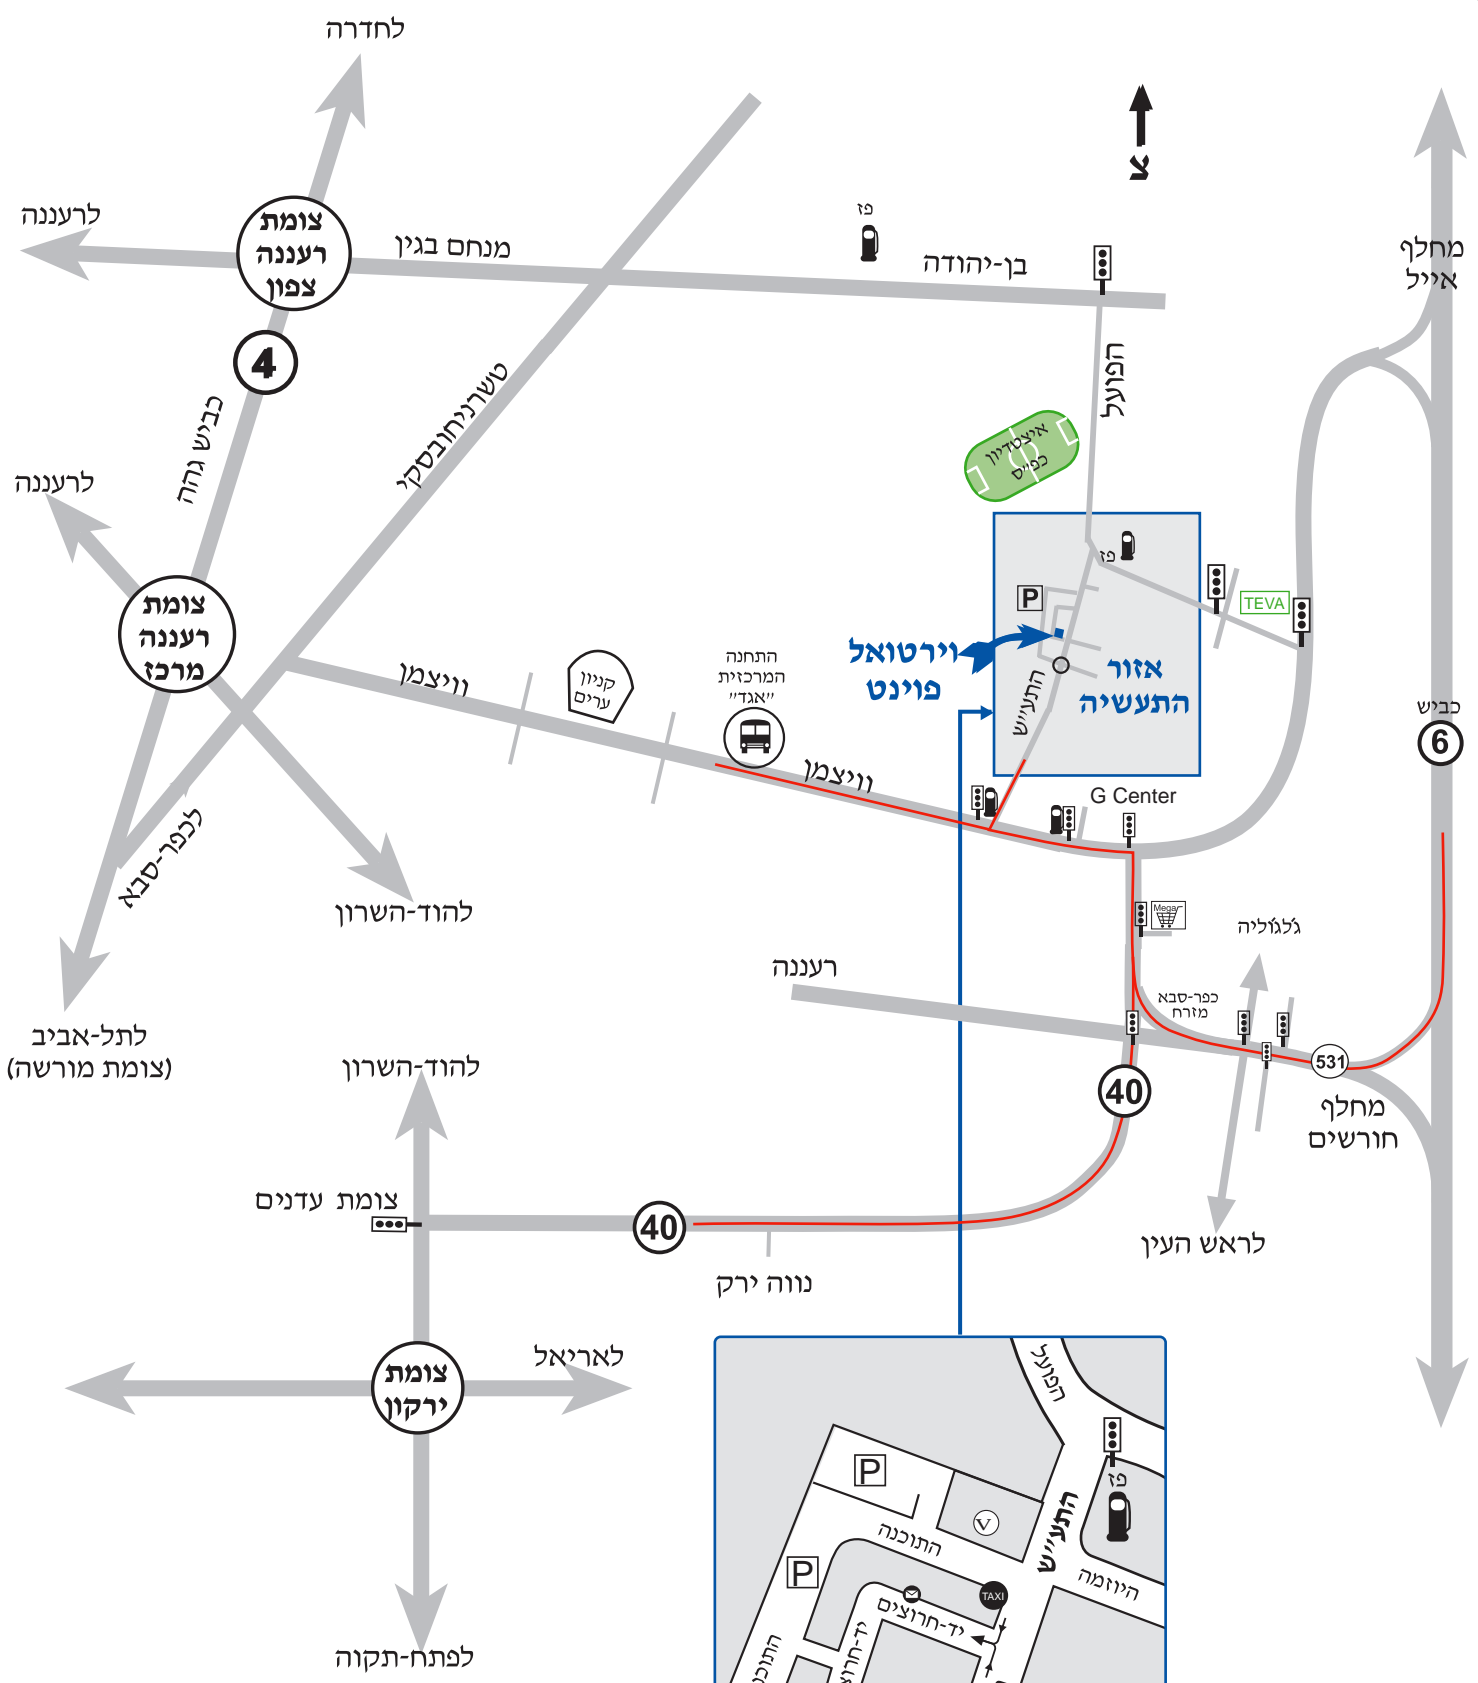 לחדרה
לרעננה
צומת
רעננה
צפון
מנחם בגין
פז
בן-יהודה
צ
מחלף
אייל
4
כביש גהה
טשרניחובסקי
הפועל
איצטדיון
כפ״ס
לרעננה
צומת
רעננה
מרכז
פז
P
TEVA
וירטואל
פוינט
אזור
התעשיה
התע״ש
וויצמן
קניון
ערים
התחנה
המרכזית
"אגד"
וויצמן
כביש
6
G Center
לכפר-סבא
להוד-השרון
Mega
ג'לג'וליה
רעננה
כפר-סבא
מזרח
לתל-אביב
(צומת מורשה)
להוד-השרון
531
40
מחלף
חורשים
צומת עדנים
40
לראש העין
נווה ירק
צומת
ירקון
לאריאל
לפתח-תקוה
הפועל
P
פז
V
התע״ש
התוכנה
P
היוזמה
TAXI
יד-חרוצים